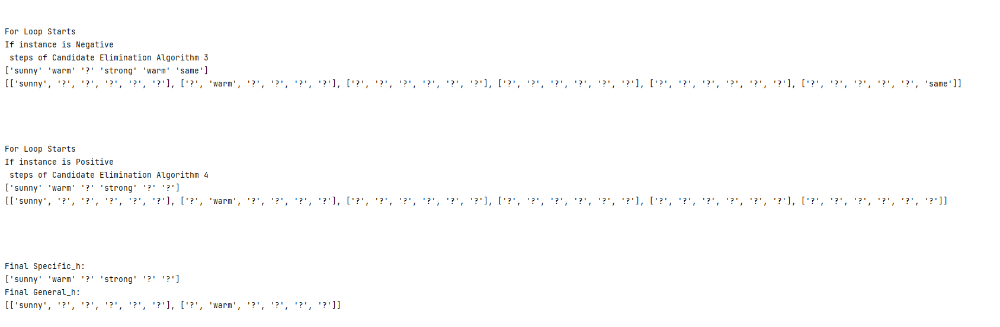 For Loop Starts
If instance is Negative
steps of Candidate Elimination Algorithm 3
['sunny' 'warm' '?' 'strong' 'warm' 'same']
[['sunny', '?', '?', '?', '?', '?'], ['?', 'warm', '?', '?', '?', '?'], ['?', '?', '?', '?', '?', '?'], ['?', '?', '?', '?', '?', '?'], ['?', '?', '?', '?', '?', '?'], ['?', '?', '?', '?', '?', 'same']]
For Loop Starts
If instance is Positive
steps of Candidate Elimination Algorithm 4
['sunny' 'warm' '?' 'strong' '?' '?']
[['sunny', '?', '?', '?', '?', '?'], ['?', 'warm', '?', '?', '?', '?'], ['?', '?', '?', '?', '?', '?'], ['?', '?', '?', '?', '?', '?'], ['?', '?', '?', '?', '?', '?'], ['?', '?', '?', '?', '?', '?']]
Final Specific_h:
['sunny' 'warm' '?' 'strong' '?' '?']
Final General_h:
[['sunny', '?', '?', '?', '?', '?'], ['?', 'warm', '?', '?', '?', '?']]